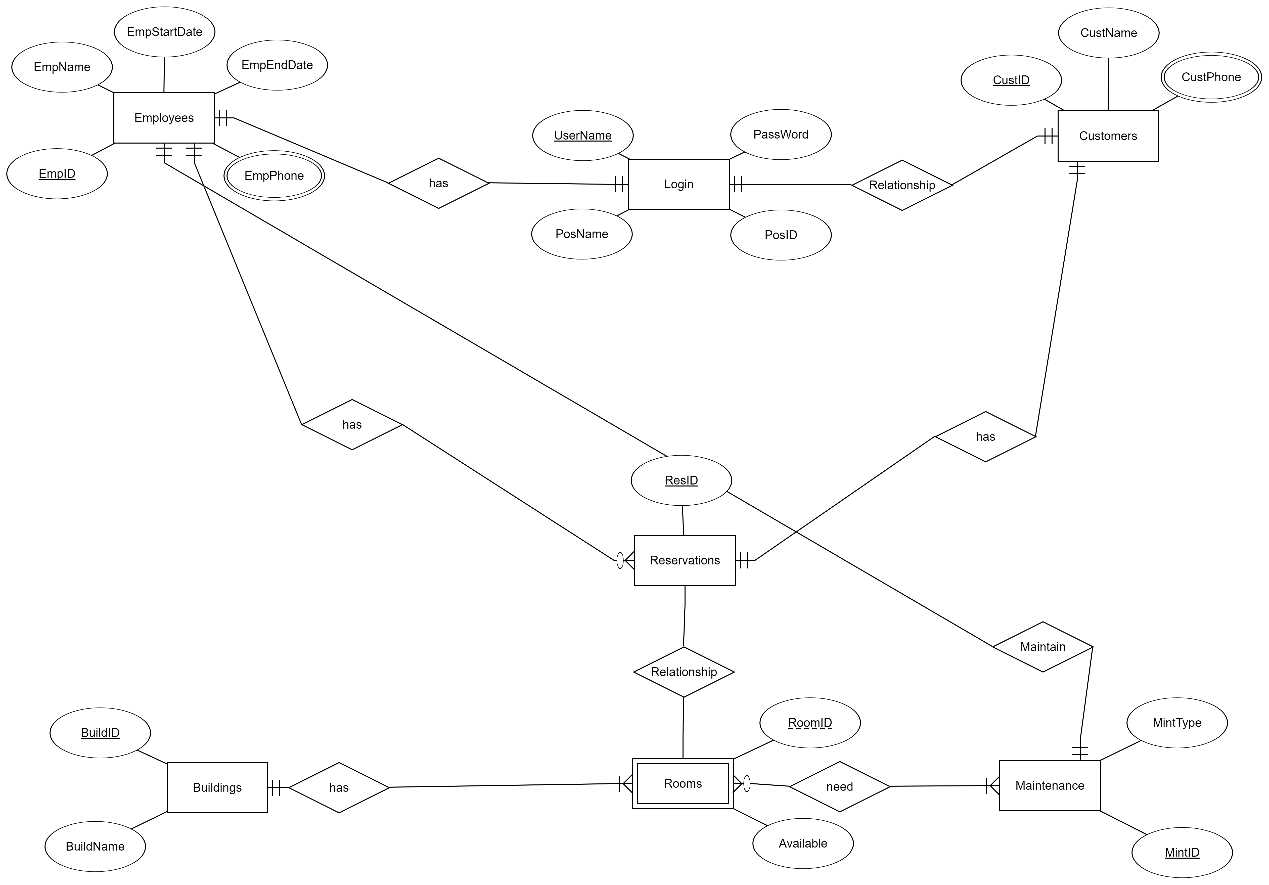 EmpStartDate
EmpName
EmpEndDate
Employees
EmpID
EmpPhone
has
UserName
PassWord
Login
PosName
PosID
Relationship
CustName
CustID
CustPhone
Customers
has
has
ResID
Reservations
Maintain
Relationship
BuildID
Buildings
BuildName
has
RoomID
Rooms
Available
need
MintType
Maintenance
MintID